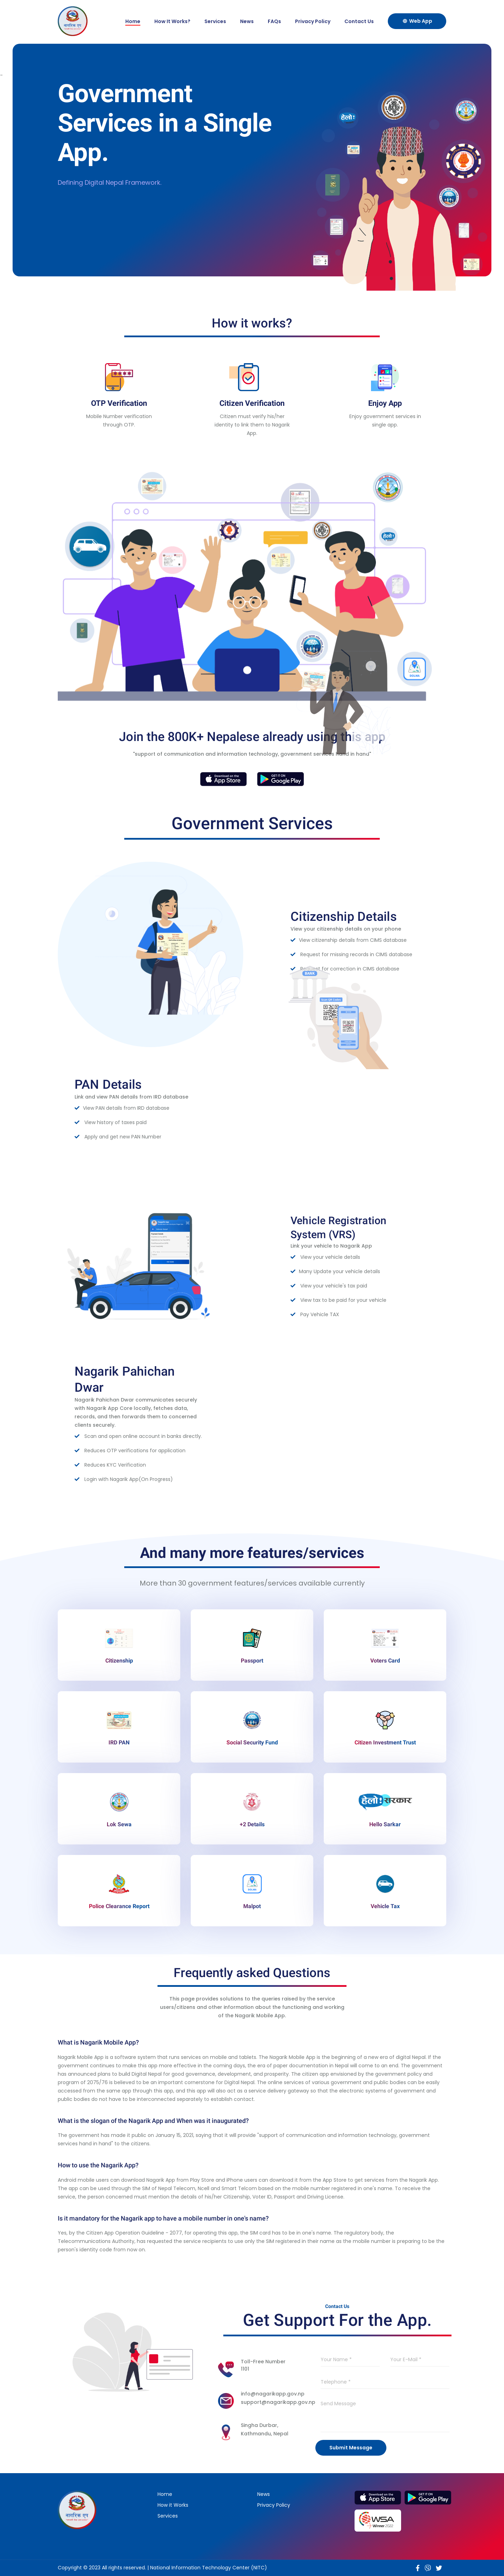 Home How It Works? Services News FAQs Privacy Policy Contact Us Web App
Government
Services in a Single
App.
Defining Digital Nepal Framework.
How it works?
OTP Verification
Mobile Number verification
through OTP.
Citizen Verification
Citizen must verify his/her
identity to link them to Nagarik
App.
Enjoy App
Enjoy government services in
single app
Join the 800K+ Nepalese already using this app
"support of communication and information technology, government services hand in hand"
Download on the
App Store
GET IT ON
Google Play
Government Services
Citizenship Details
View your citizenship details on your phone
View citizenship details from CIMS database
Request for missing records in CIMS database
Request for correction in CIMS database
BANK
PAN Details
Link and view PAN details from IRD database
View PAN details from IRD database
View history of taxes paid
Apply and get new PAN Number
Vehicle Registration
System (VRS)
Link your vehicle to Nagarik App
View your vehicle details
Many Update your vehicle details
View your vehicle's tax paid
View tax to be paid for your vehicle
Pay Vehicle TAX
Nagarik Pahichan
Dwar
Nagarik Pahichan Dwar communicates securely
with Nagarik App Core locally, fetches data,
records, and then forwards them to concerned
clients securely.
Scan and open online account in banks directly
Reduces OTP verifications for application
Reduces KYC Verification
Login with Nagarik App(On Progress)
And many more features/services
More than 30 government features/services available currently
Citizenship
Passport
Voters Card
IRD PAN
Social Security Fund
Citizen Investment Trust
Lok Sewa
+2 Details
हेलो! सरकार
Hello Sarkar
Police Clearance Report
Malpot
Vehicle Tax
Frequently asked Questions
This page provides solutions to the queries raised by the service
users/citizens and other information about the functioning and working
of the Nagarik Mobile App.
What is Nagarik Mobile App?
Nagarik Mobile App is a software system that runs services on mobile and tablets. The Nagarik Mobile App is the beginning of a new era of digital Nepal. If the
government continues to make this app more effective in the coming days, the era of paper documentation in Nepal will come to an end. The government
has announced plans to build Digital Nepal for good governance, development, and prosperity. The citizen app envisioned by the government policy and
program of 2075/76 is believed to be an important cornerstone for Digital Nepal. The online services of various government and public bodies can be easily
accessed from the same app through this app, and this app will also act as a service delivery gateway so that the electronic systems of government and
public bodies do not have to be interconnected separately to establish contact.
What is the slogan of the Nagarik App and When was it inaugurated?
The government has made it public on January 15, 2021, saying that it will provide "support of communication and information technology, government
services hand in hand" to the citizens.
How to use the Nagarik App?
Android mobile users can download Nagarik App from Play Store and iPhone users can download it from the App Store to get services from the Nagarik App.
The app can be used through the SIM of Nepal Telecom, Ncell and Smart Telcom based on the mobile number registered in one's name. To receive the
service, the person concerned must mention the details of his/her Citizenship, Voter ID, Passport and Driving License
Is it mandatory for the Nagarik app to have a mobile number in one's name?
Yes, by the Citizen App Operation Guideline - 2077, for operating this app, the SIM card has to be in one's name. The regulatory body, the
Telecommunications Authority, has requested the service recipients to use only the SIM registered in their name as the mobile number is preparing to be the
person's identity code from now on.
Contact Us
Get Support For the App.
Toll-Free Number
1101
info@nagarikapp.gov.np
support@nagarikapp.gov.np
Singha Durbar,
Kathmandu, Nepal
Your Name *
Your E-Mail *
Telephone *
Send Message
Submit Message
Home
How it Works
Services
News
Privacy Policy
Download on the
App Store
GET IT ON
Google Play
WSA
Winner 2022
Copyright © 2023 All rights reserved. | National Information Technology Center (NITC)